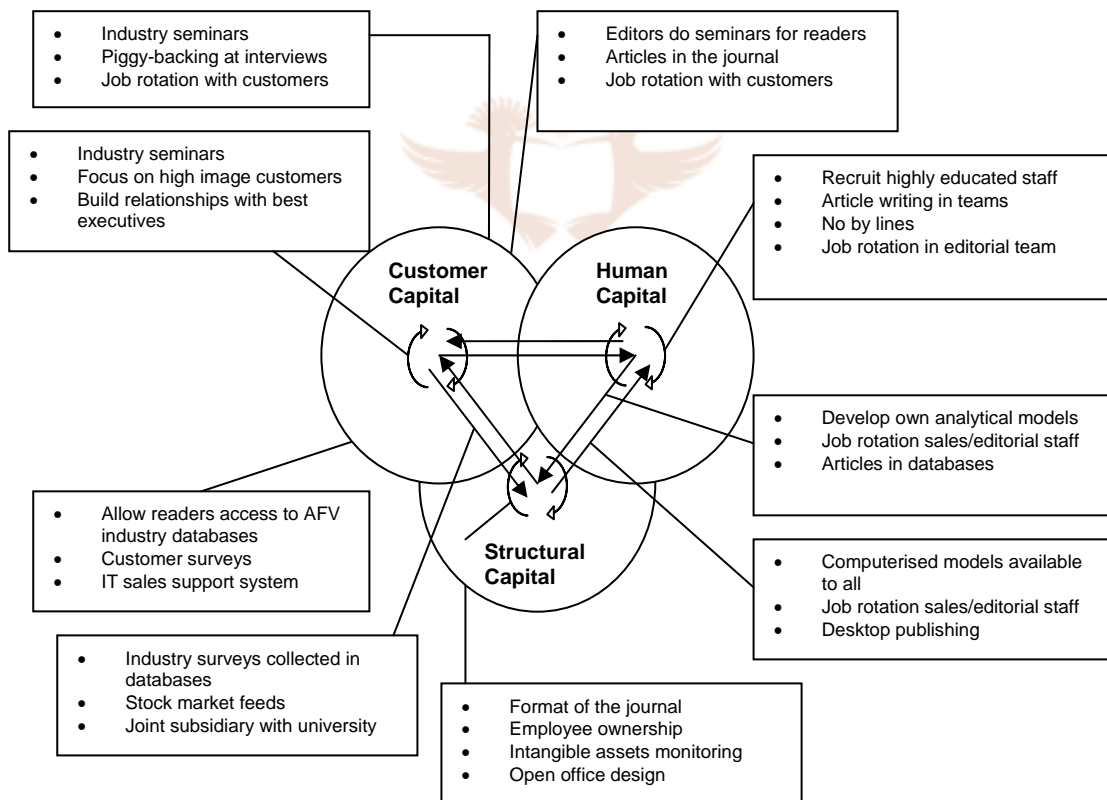 • Industry seminars
• Piggy-backing at interviews
• Job rotation with customers
• Editors do seminars for readers
• Articles in the journal
• Job rotation with customers
• Industry seminars
• Focus on high image customers
• Build relationships with best
executives
• Recruit highly educated staff
• Article writing in teams
• No by lines
• Job rotation in editorial team
Customer
Capital
Human
Capital
• Develop own analytical models
• Job rotation sales/editorial staff
• Articles in databases
• Allow readers access to AFV
industry databases
• Customer surveys
• IT sales support system
Structural
Capital
• Computerised models available
to all
• Job rotation sales/editorial staff
• Desktop publishing
• Industry surveys collected in
databases
• Stock market feeds
• Joint subsidiary with university
• Format of the journal
• Employee ownership
• Intangible assets monitoring
• Open office design